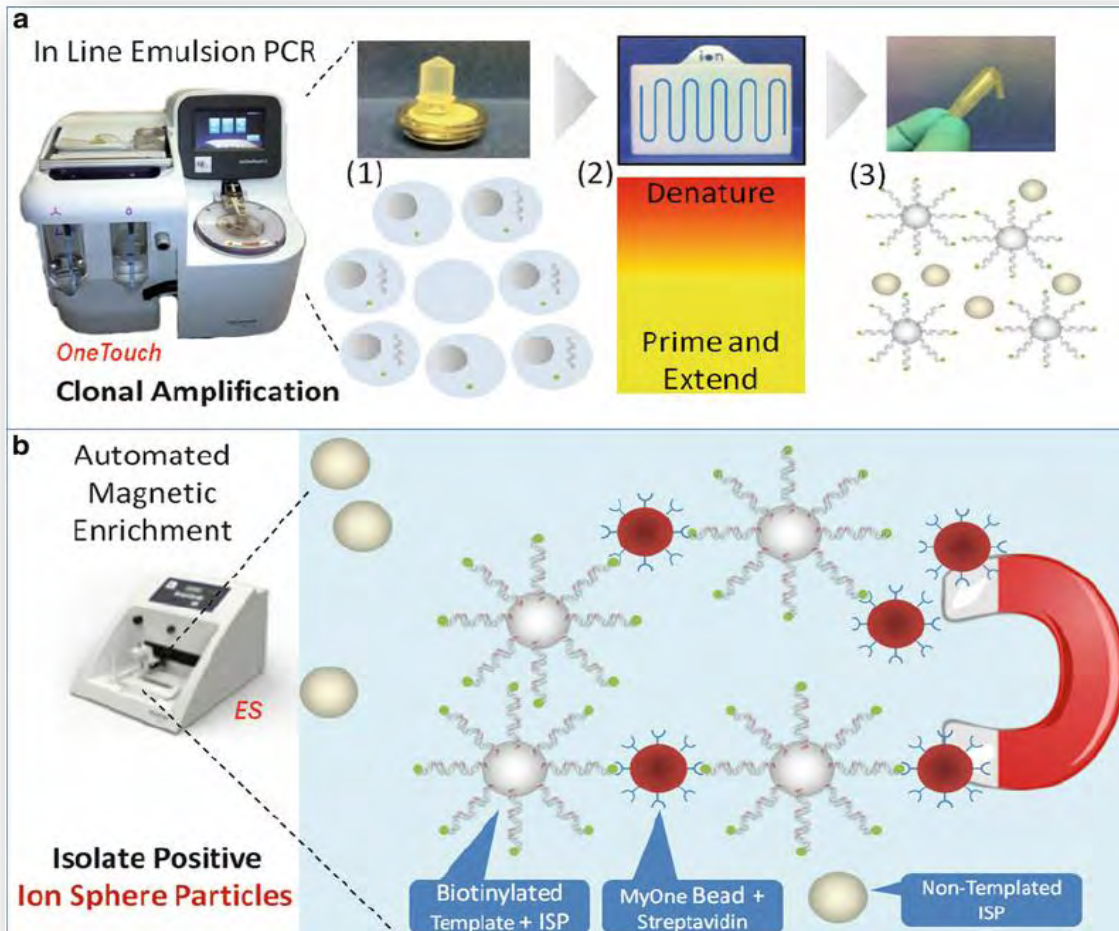 a
In Line Emulsion PCR
ion
(1)
(2)
(3)
Denature
Prime and
Extend
OneTouch
Clonal Amplification
b
Automated
Magnetic
Enrichment
ES
Isolate Positive
Ion Sphere Particles
Biotinylated
Template + ISP
MyOne Bead +
Streptavidin
Non-Templated
ISP